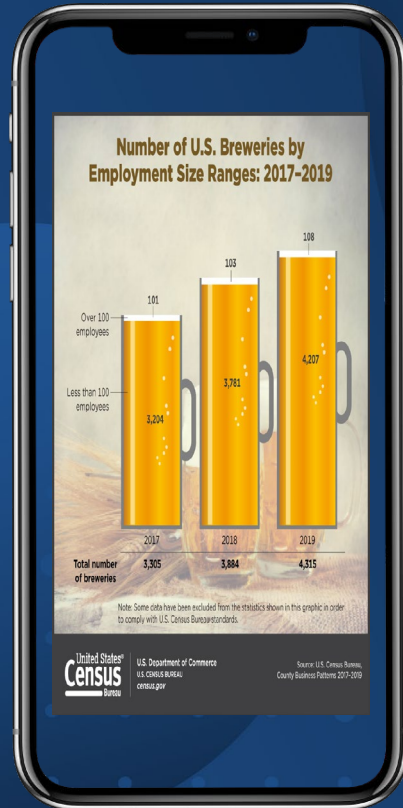 Number of U.S. Breweries by
Employment Size Ranges: 2017–2019
108
103
101
Over 100
employees
4,207
3,781
Less than 100
employees
3,204
2017 2018 2019
Total number 3,305 3,884 4,315
of breweries
Note: Some data have been excluded from the statistics shown in this graphic in order
to comply with U.S. Census Bureau standards.
United States®
Census
Bureau
U.S. Department of Commerce
U.S. CENSUS BUREAU
census.gov
Source: U.S. Census Bureau,
County Business Patterns 2017-2019